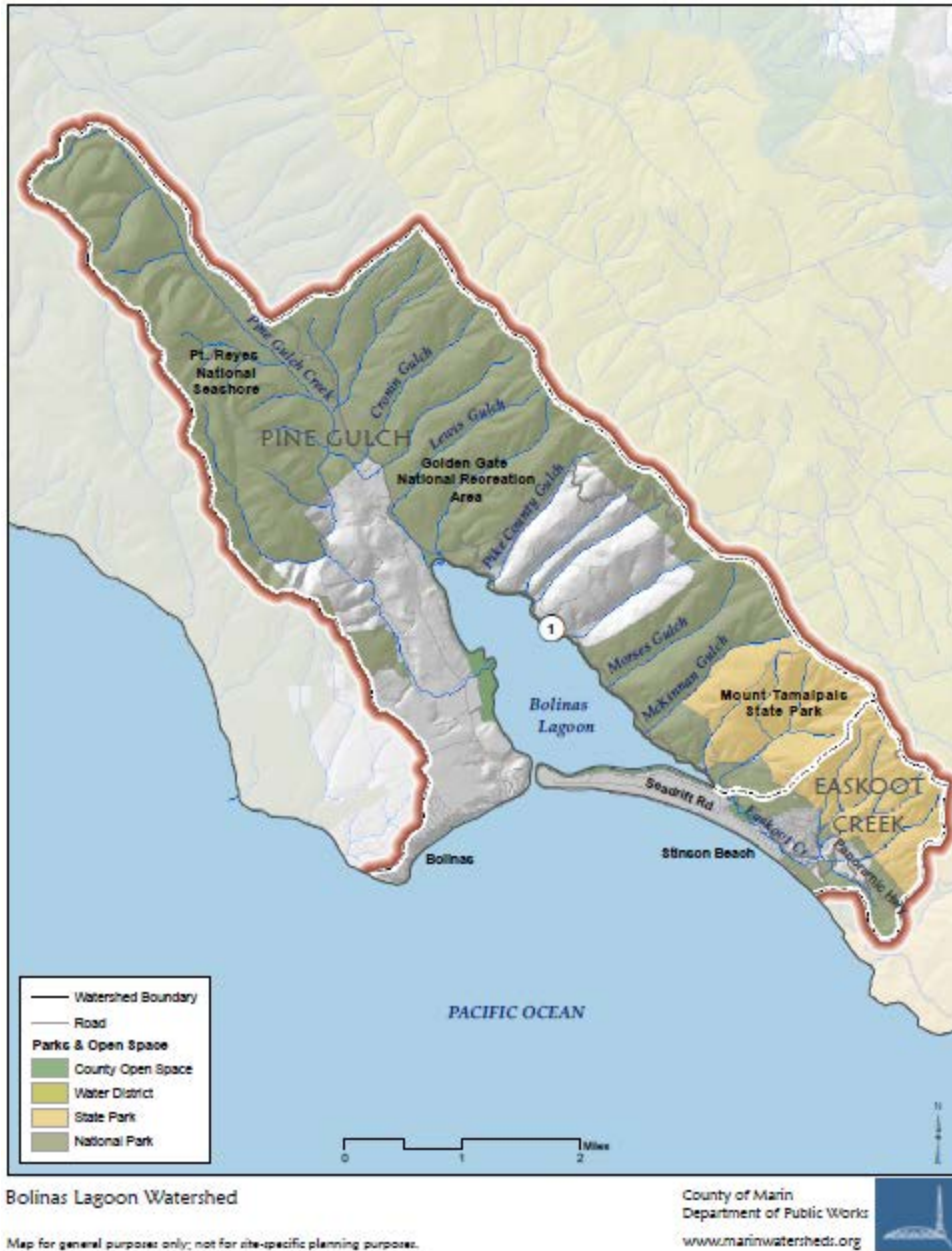 Pine Gulch Creek
Pt. Reyes
National
Seashore
Cronin Gulch
PINE GULCH
Lewis Gulch
Golden Gate
National Recreation
Area
Pike County Gulch
1
Morses Gulch
McKinnan Gulch
Mount Tamalpais
State Park
Bolinas
Lagoon
EASKOOT
CREEK
Seadrift Rd
Easkoot Cr
Panoramic Hwy
Stinson Beach
Bolinas
PACIFIC OCEAN
Watershed Boundary
Road
Parks & Open Space
County Open Space
Water District
State Park
National Park
0 1 2 Miles
N
Bolinas Lagoon Watershed
Map for general purposes only; not for site-specific planning purposes.
County of Marin
Department of Public Works
www.marinwatersheds.org